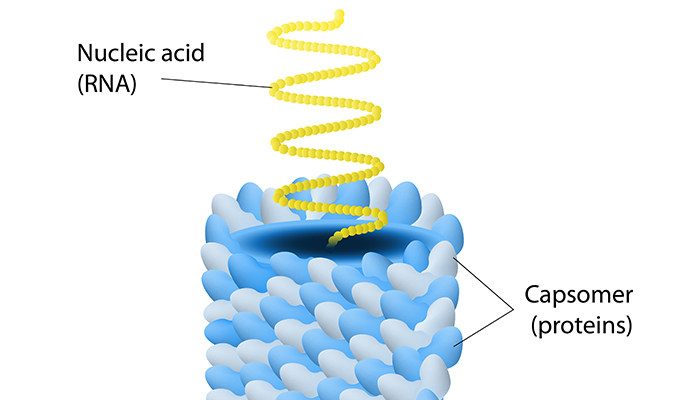 Nucleic acid
(RNA)
Capsomer
(proteins)